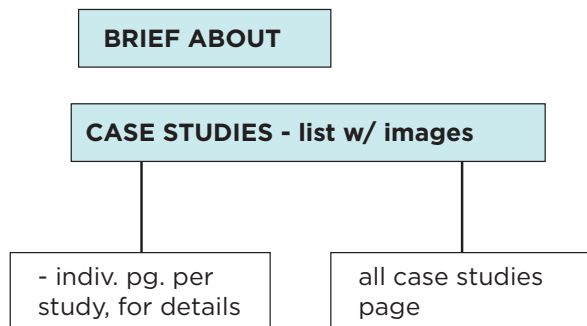 BRIEF ABOUT
CASE STUDIES - list w/ images
- indiv. pg. per
study, for details
all case studies
page